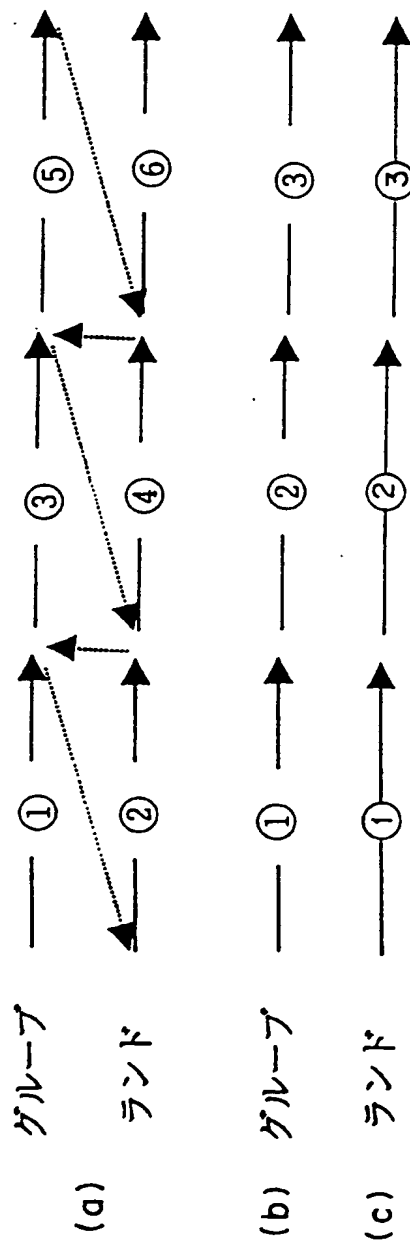 グルーブ ① ③ ⑤
(a)
ランド ② ④ ⑥
(b) グルーブ ① ② ③
(c) ランド ① ② ③